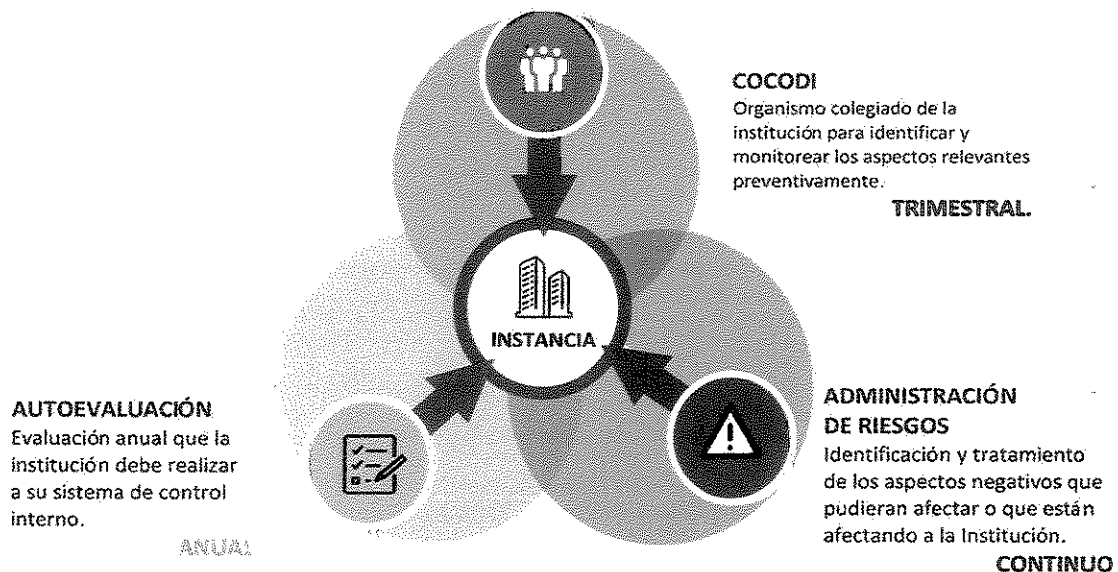 COCODI
Organismo colegiado de la
institución para identificar y
monitorear los aspectos relevantes
preventivamente.
TRIMESTRAL.
INSTANCIA
AUTOEVALUACIÓN
Evaluación anual que la
institución debe realizar
a su sistema de control
interno.
ANUAL
ADMINISTRACIÓN
DE RIESGOS
Identificación y tratamiento
de los aspectos negativos que
pudieran afectar o que están
afectando a la Institución.
CONTINUO